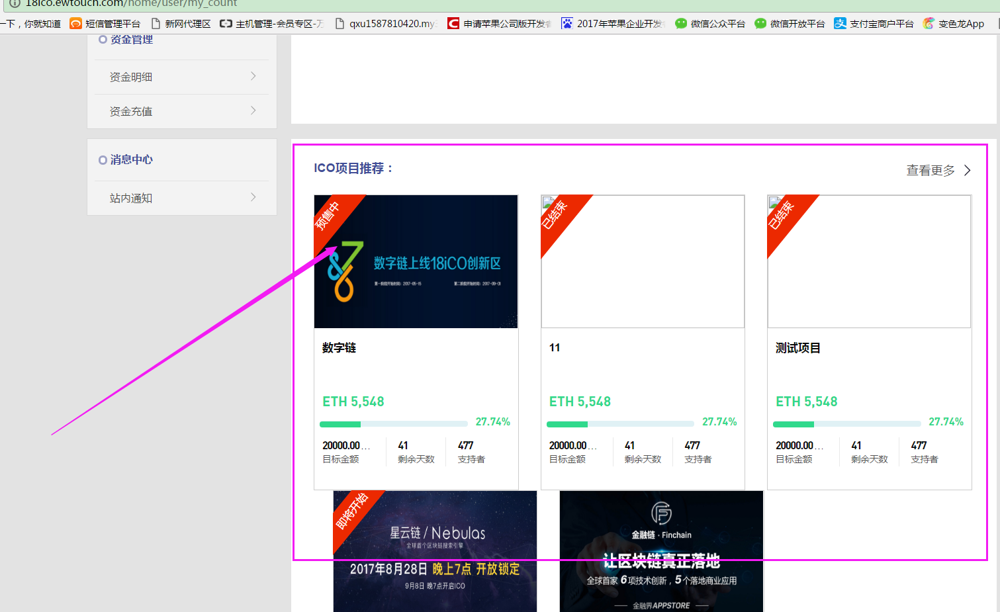 18ico.ewtouch.com/home/user/my_count
一下，你就知道
短信管理平台
新网代理区
主机管理-会员专区-万
qxu1587810420.my
申请苹果公司版开发者
2017年苹果企业开发
微信公众平台
微信开放平台
支付宝商户平台
变色龙App
资金管理
资金明细
资金充值
消息中心
站内通知
ICO项目推荐：
查看更多
预售中
数字链上线18iCO创新区
第一阶段开始时间：2017-05-15
第二阶段开始时间：2017-09-01
已结束
已结束
数字链
11
测试项目
ETH 5,548
ETH 5,548
ETH 5,548
27.74%
27.74%
27.74%
20000.00...
41
477
20000.00...
41
477
20000.00...
41
477
目标金额
剩余天数
支持者
目标金额
剩余天数
支持者
目标金额
剩余天数
支持者
即将开始
星云链 / Nebulas
全球首个区块链搜索引擎
2017年8月28日 晚上7点 开放锁定
9月8日 晚7点开启ICO
金融链 · Finchain
让区块链真正落地
全球首家 6项技术创新，5个落地商业应用
金融界APPSTORE